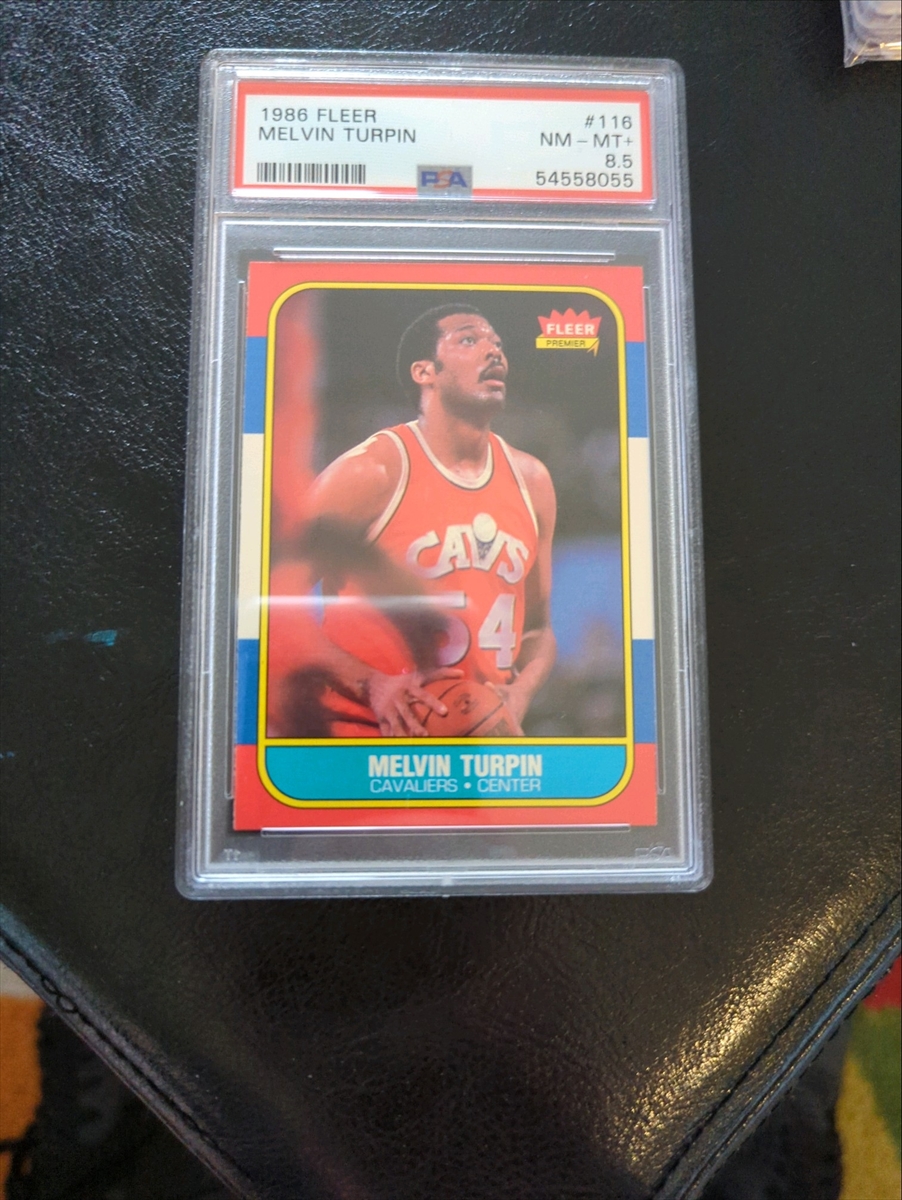 1986 FLEER
MELVIN TURPIN
#116
NM - MT+
8.5
54558055
PSA
FLEER
PREMIER
CAVS
54
MELVIN TURPIN
CAVALIERS • CENTER